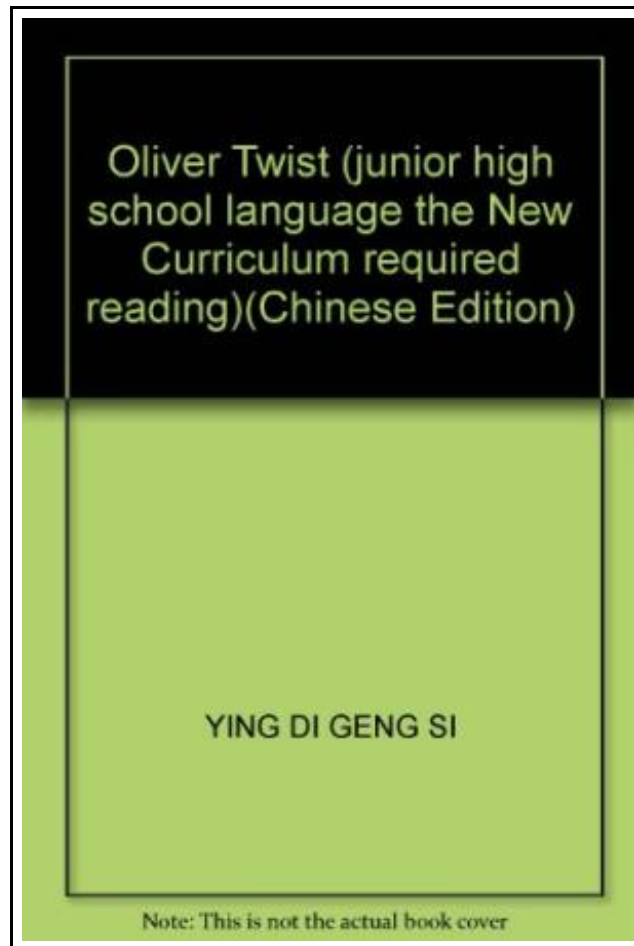 Oliver Twist (junior high
school language the New
Curriculum required
reading)(Chinese Edition)
YING DI GENG SI
Note: This is not the actual book cover